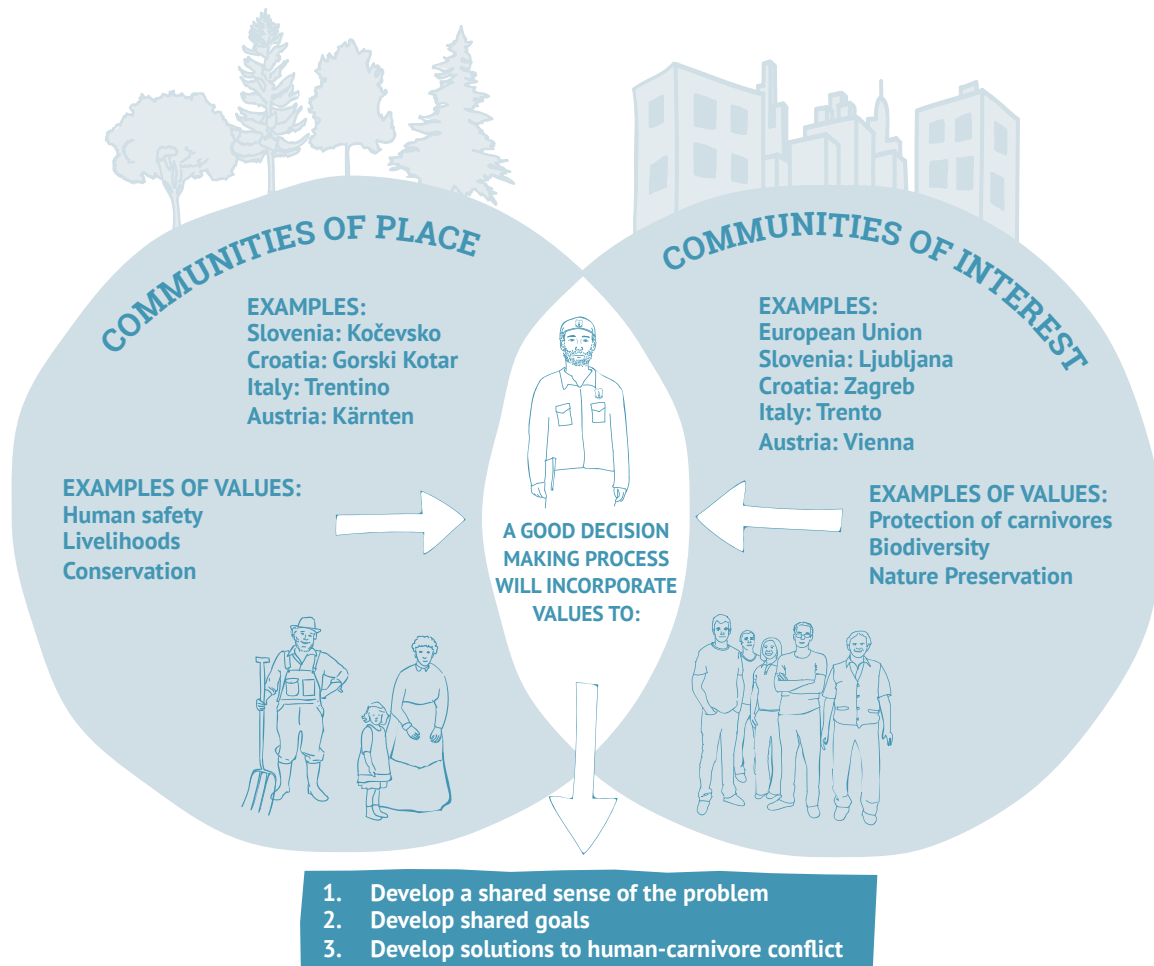 COMMUNITIES OF PLACE
EXAMPLES:
Slovenia: Kočevsko
Croatia: Gorski Kotar
Italy: Trentino
Austria: Kärnten
EXAMPLES OF VALUES:
Human safety
Livelihoods
Conservation
COMMUNITIES OF INTEREST
EXAMPLES:
European Union
Slovenia: Ljubljana
Croatia: Zagreb
Italy: Trento
Austria: Vienna
EXAMPLES OF VALUES:
Protection of carnivores
Biodiversity
Nature Preservation
A GOOD DECISION
MAKING PROCESS
WILL INCORPORATE
VALUES TO:
1. Develop a shared sense of the problem
2. Develop shared goals
3. Develop solutions to human-carnivore conflict